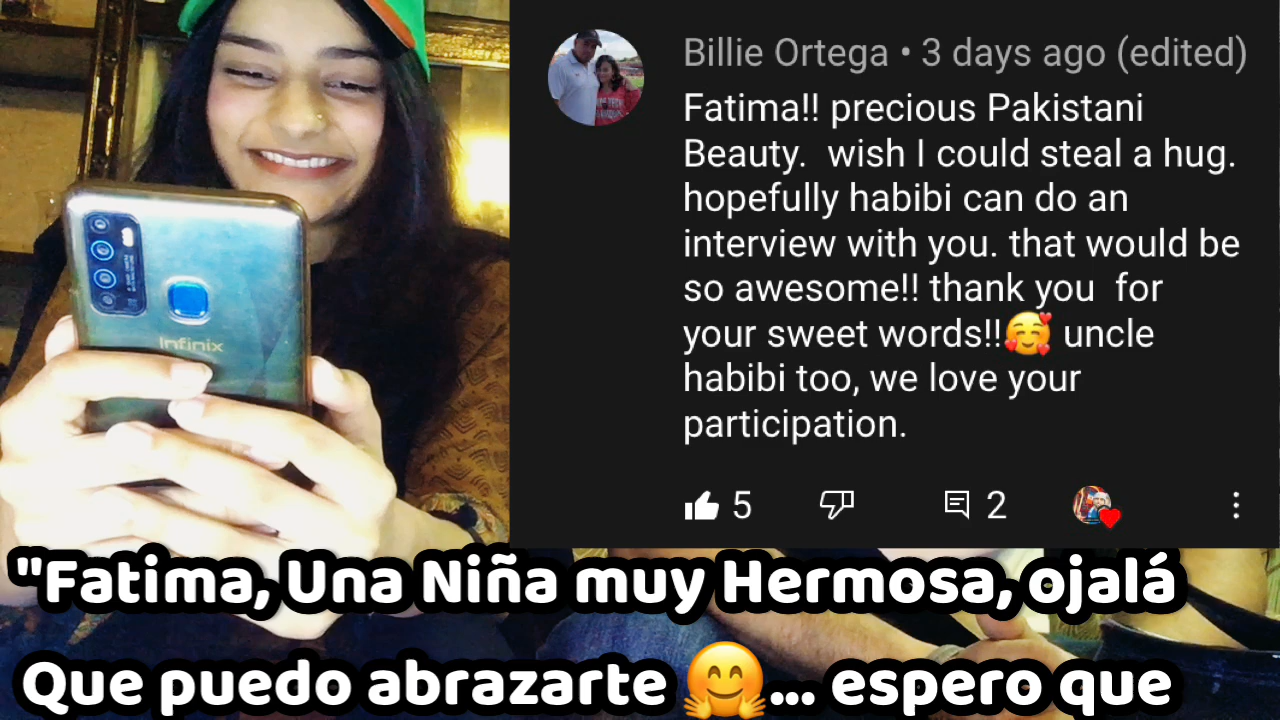 Billie Ortega • 3 days ago (edited)
Fatima!! precious Pakistani
Beauty.  wish I could steal a hug.
hopefully habibi can do an
interview with you. that would be
so awesome!! thank you  for
your sweet words!!🥰 uncle
habibi too, we love your
participation.
5
2
Infinix
"Fatima, Una Niña muy Hermosa, ojalá
Que puedo abrazarte 🤗... espero que